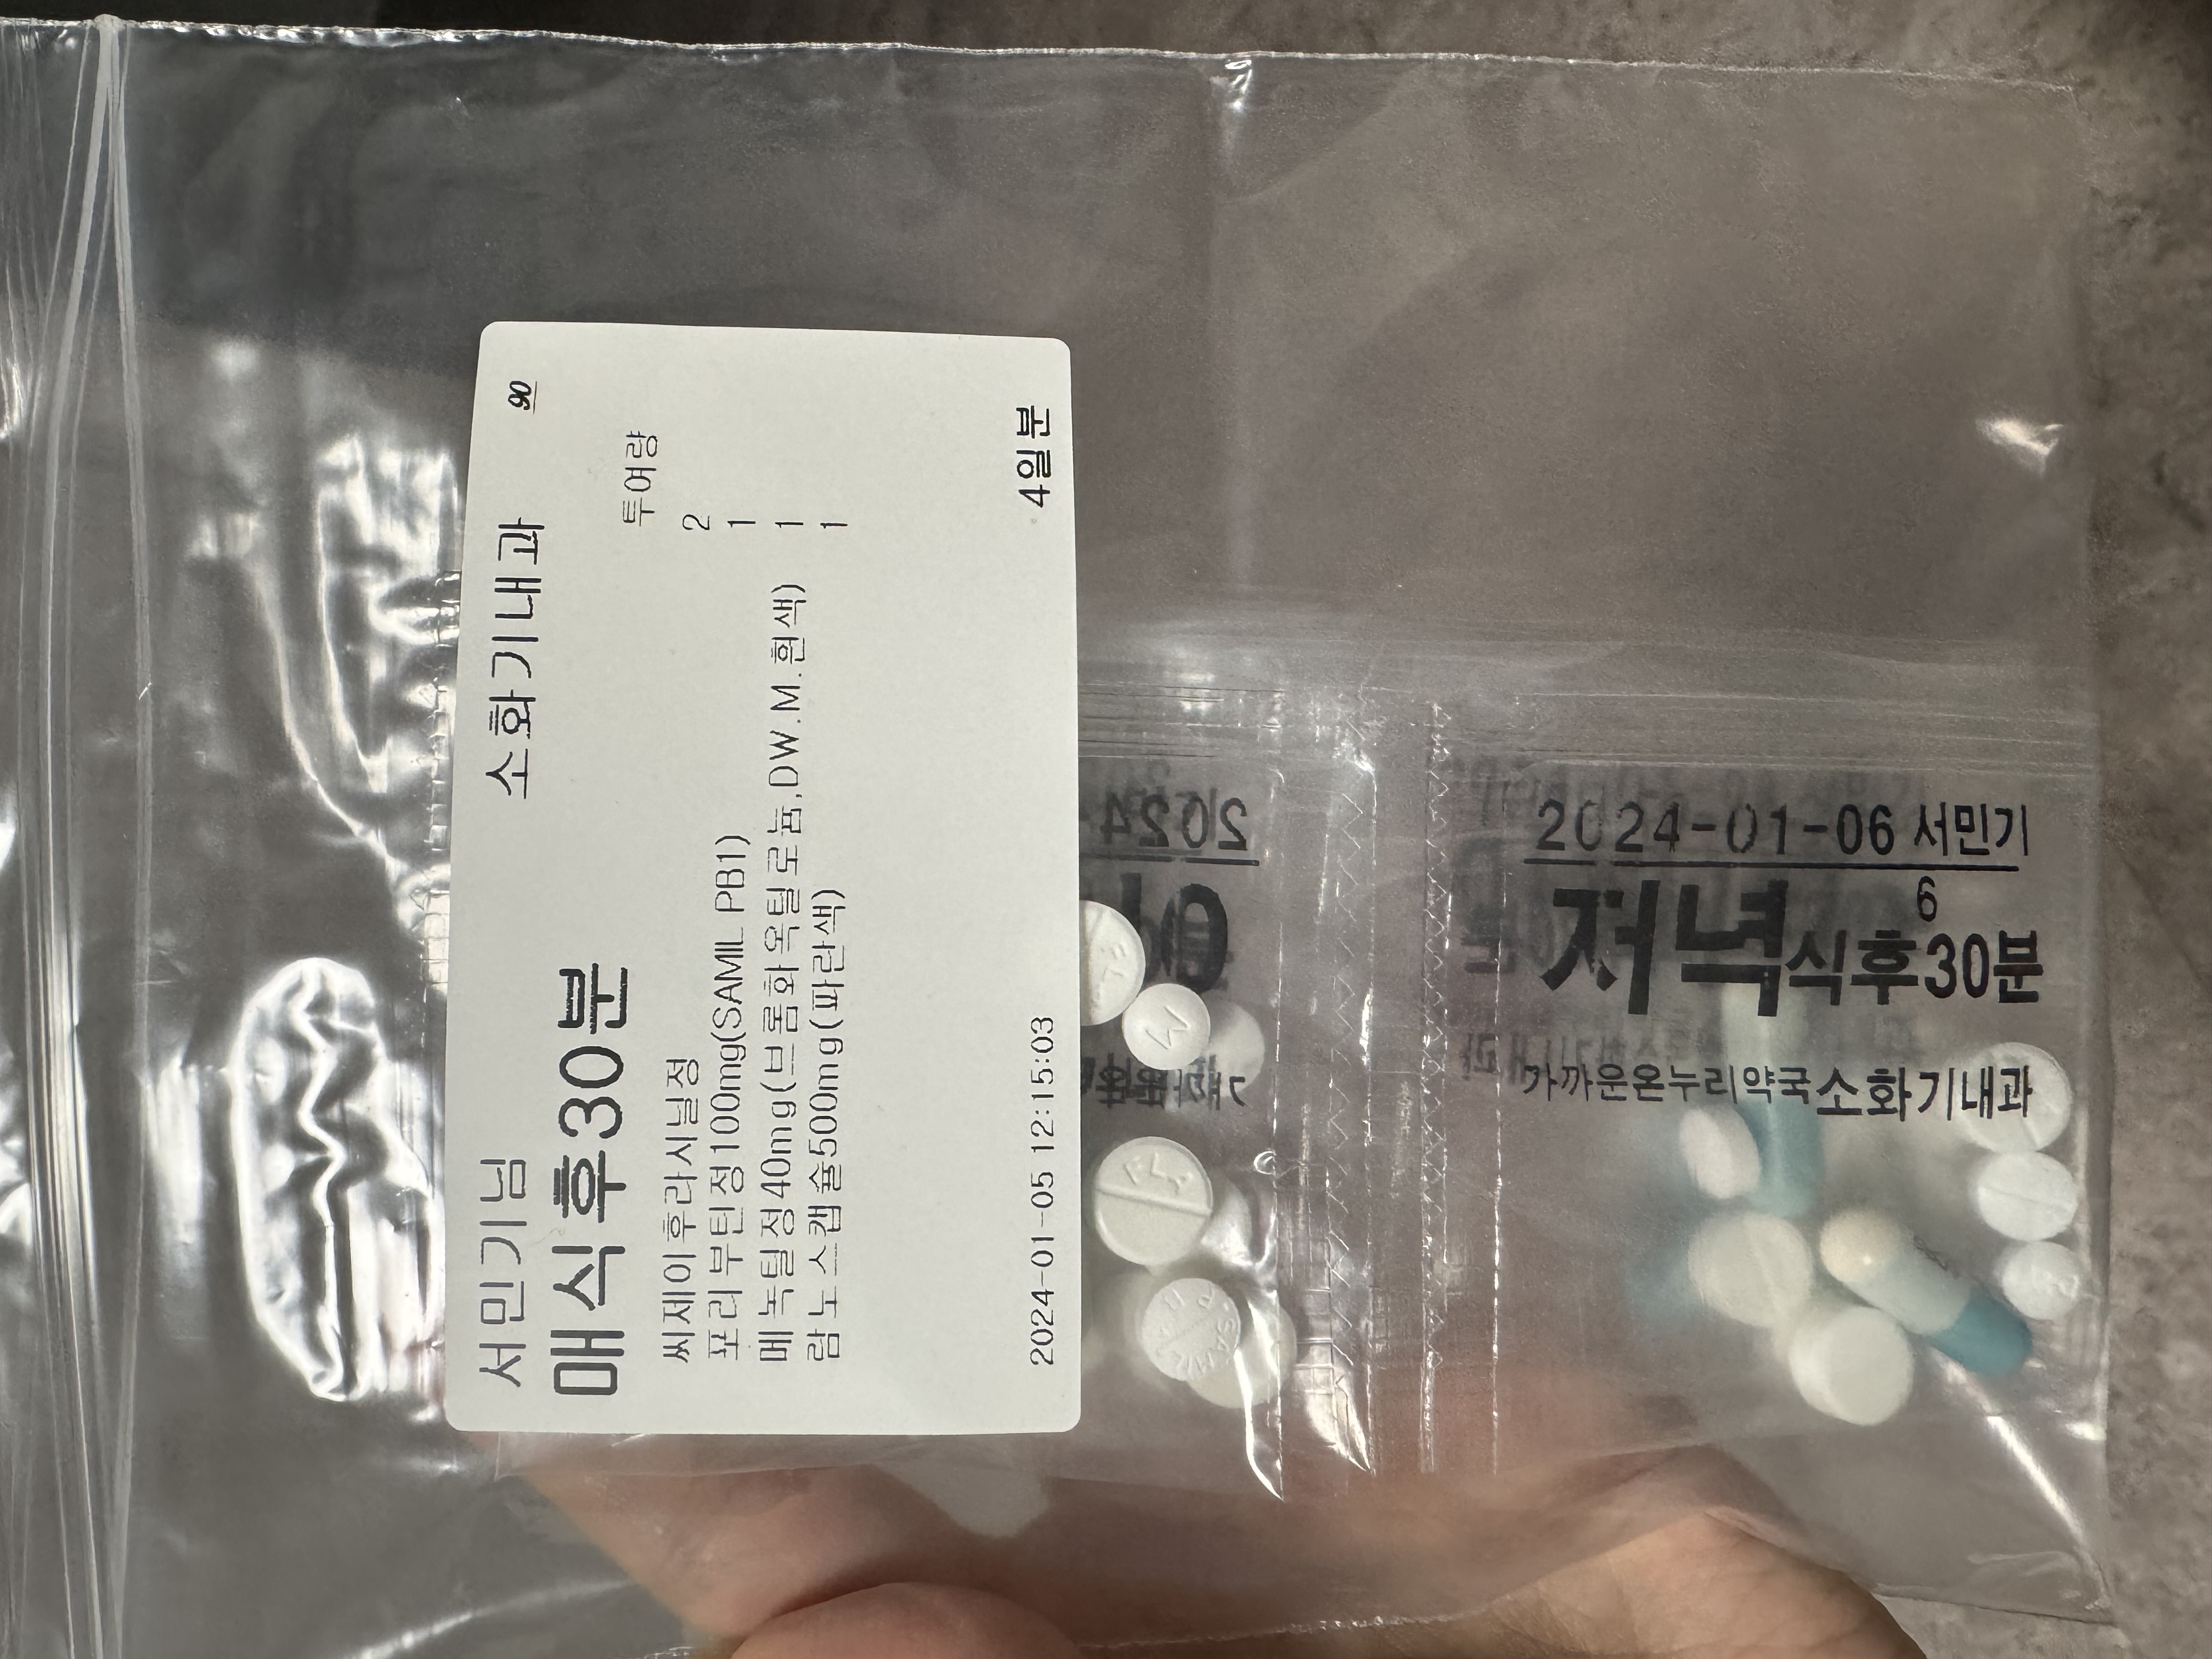 서민기님 소화기내과 90
매식후30분
투여량
씨제이후라시닐정 2
포리부틴정100mg(SAMIL PB1) 1
메녹틸정40mg(브롬화옥틸로늄,DW.M.흰색) 1
람노스캡슐500mg(파란색) 1
2024-01-05 12:15:03 4일분
2024-01-06 서민기
6
저녁식후30분
가까운온누리약국소화기내과
2024
M
SAMIL